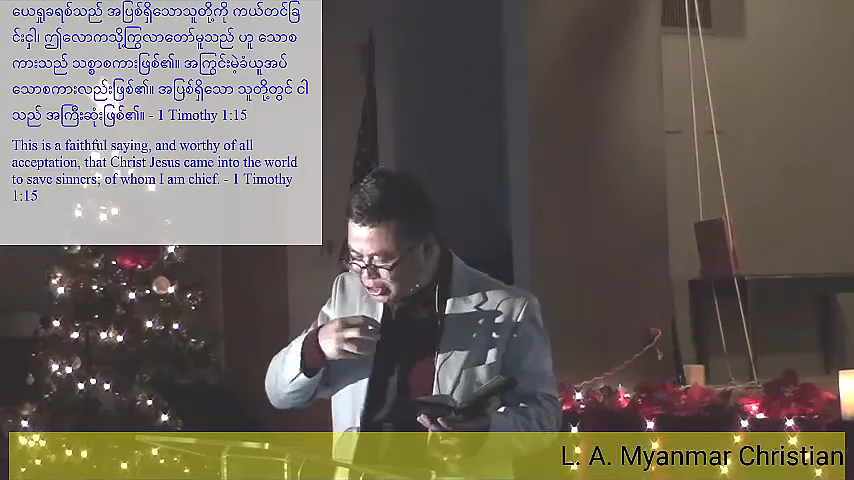 ယေရှုခရစ်သည် အပြစ်ရှိသောသူတို့ကို ကယ်တင်ခြ
င်းငှါ၊ ဤလောကသို့ကြွလာတော်မူသည် ဟူ သောစ
ကားသည် သစ္စာစကားဖြစ်၏။ အကြွင်းမဲ့ခံယူအပ်
သောစကားလည်းဖြစ်၏။ အပြစ်ရှိသော သူတို့တွင် ငါ
သည် အကြီးဆုံးဖြစ်၏။ - 1 Timothy 1:15
This is a faithful saying, and worthy of all
acceptation, that Christ Jesus came into the world
to save sinners; of whom I am chief. - 1 Timothy
1:15
L. A. Myanmar Christian